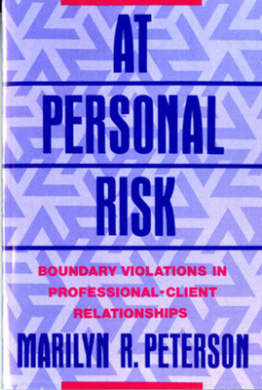 AT
PERSONAL
RISK
BOUNDARY VIOLATIONS IN
PROFESSIONAL-CLIENT
RELATIONSHIPS
MARILYN R. PETERSON